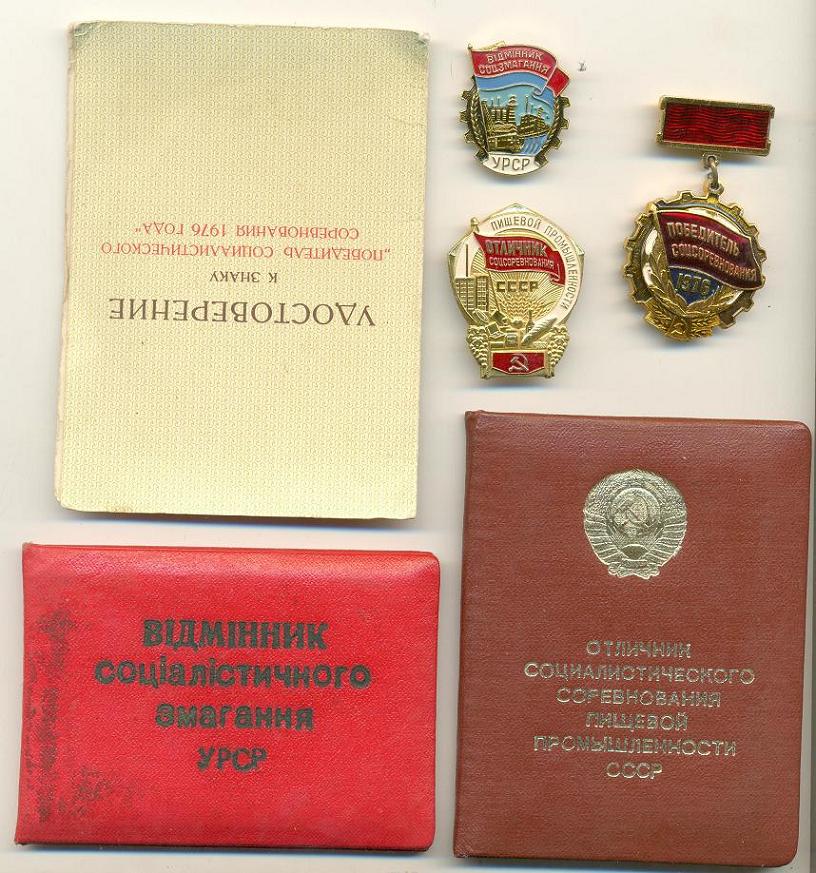 УДОСТОВЕРЕНИЕ
К ЗНАКУ
„ПОБЕДИТЕЛЬ СОЦИАЛИСТИЧЕСКОГО
СОРЕВНОВАНИЯ 1976 ГОДА"
ВІДМІННИК
СОЦЗМАГАННЯ
УРСР
ПИЩЕВОЙ ПРОМЫШЛЕННОСТИ
ОТЛИЧНИК
СОЦСОРЕВНОВАНИЯ
СССР
ПОБЕДИТЕЛЬ
СОЦСОРЕВНОВАНИЯ
1976
ВІДМІННИК
соціалістичного
змагання
УРСР
ОТЛИЧНИК
СОЦИАЛИСТИЧЕСКОГО
СОРЕВНОВАНИЯ
ПИЩЕВОЙ
ПРОМЫШЛЕННОСТИ
СССР